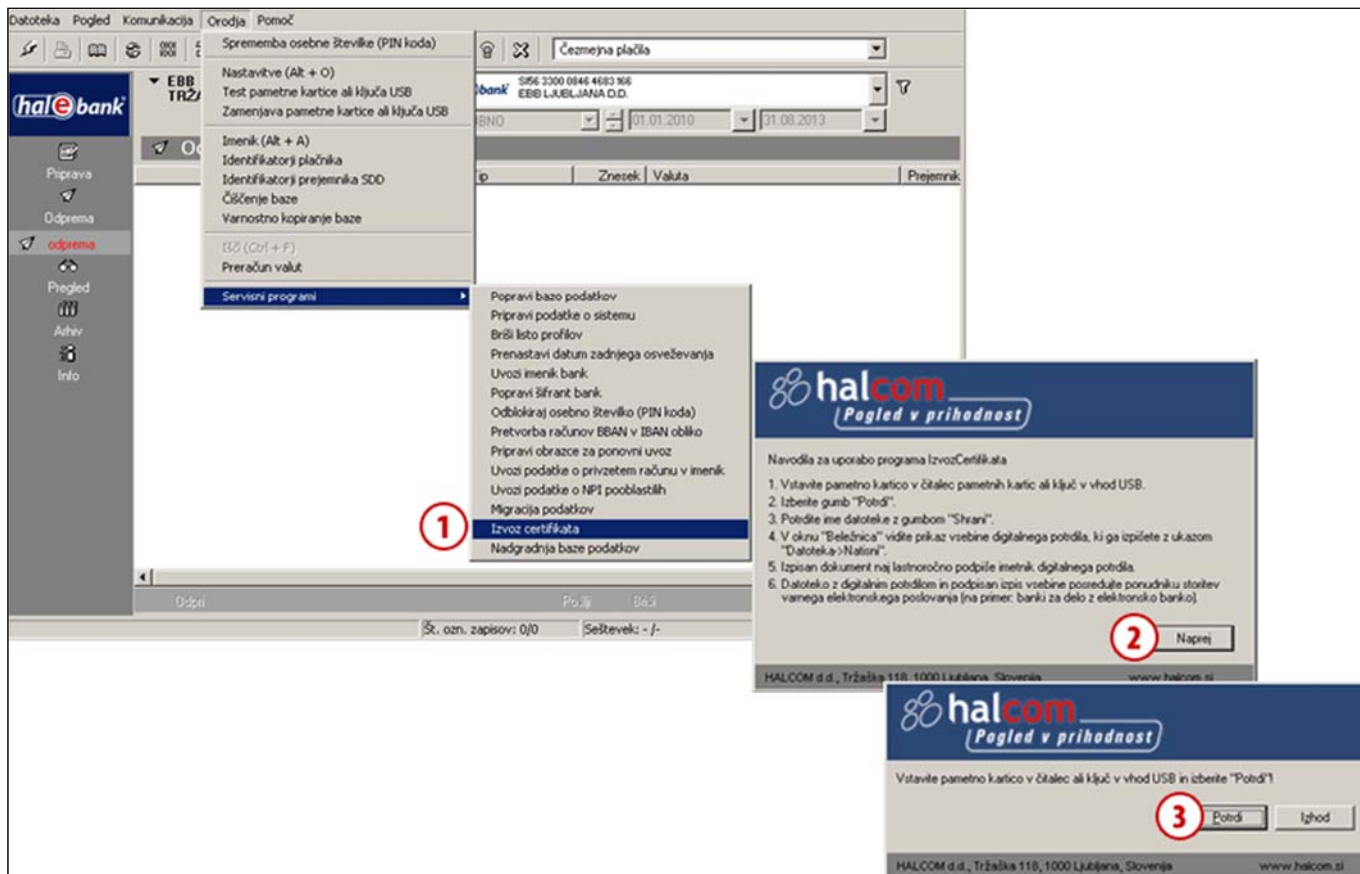 Datoteka Pogled Komunikacija Orodja Pomoč
Čezmejna plačila
hal e bank
EBB
TRŽA
bank
SI56 3300 0846 4683 166
EBB LJUBLJANA D.D.
01.01.2010
31.08.2013
Priprava
Odprema
odprema
Pregled
Arhiv
Info
Znesek
Valuta
Prejemnik
Sprememba osebne številke (PIN koda)
Nastavitve (Alt + O)
Test pametne kartice ali ključa USB
Zamenjava pametne kartice ali ključa USB
Imenik (Alt + A)
Identifikatorji plačnika
Identifikatorji prejemnika SDD
Čiščenje baze
Varnostno kopiranje baze
Išči (Ctrl + F)
Preračun valut
Servisni programi
Popravi bazo podatkov
Pripravi podatke o sistemu
Briši listo profilov
Prenastavi datum zadnjega osveževanja
Uvozi imenik bank
Popravi šifrant bank
Odblokiraj osebno številko (PIN koda)
Pretvorba računov BBAN v IBAN obliko
Pripravi obrazce za ponovni uvoz
Uvozi podatke o privzetem računu v imenik
Uvozi podatke o NPI pooblastilih
Migracija podatkov
1
Izvoz certifikata
Nadgradnja baze podatkov
Odpri
Pošlji
Briši
Št. ozn. zapisov: 0/0
Seštevek: - /-
halcom
Pogled v prihodnost
Navodila za uporabo programa IzvozCertifikata
1. Vstavite pametno kartico v čitalec pametnih kartic ali ključ v vhod USB.
2. Izberite gumb "Potrdi".
3. Potrdite ime datoteke z gumbom "Shrani".
4. V oknu "Beležnica" vidite prikaz vsebine digitalnega potrdila, ki ga izpišete z ukazom
"Datoteka->Natisni".
5. Izpisan dokument naj lastnoročno podpiše imetnik digitalnega potrdila.
6. Datoteko z digitalnim potrdilom in podpisan izpis vsebine posredujte ponudniku storitev
varnega elektronskega poslovanja (na primer: banki za delo z elektronsko banko).
2
Naprej
HALCOM d.d., Tržaška 118, 1000 Ljubljana, Slovenija
www.halcom.si
halcom
Pogled v prihodnost
Vstavite pametno kartico v čitalec ali ključ v vhod USB in izberite "Potrdi"!
3
Potrdi
Izhod
HALCOM d.d., Tržaška 118, 1000 Ljubljana, Slovenija
www.halcom.si